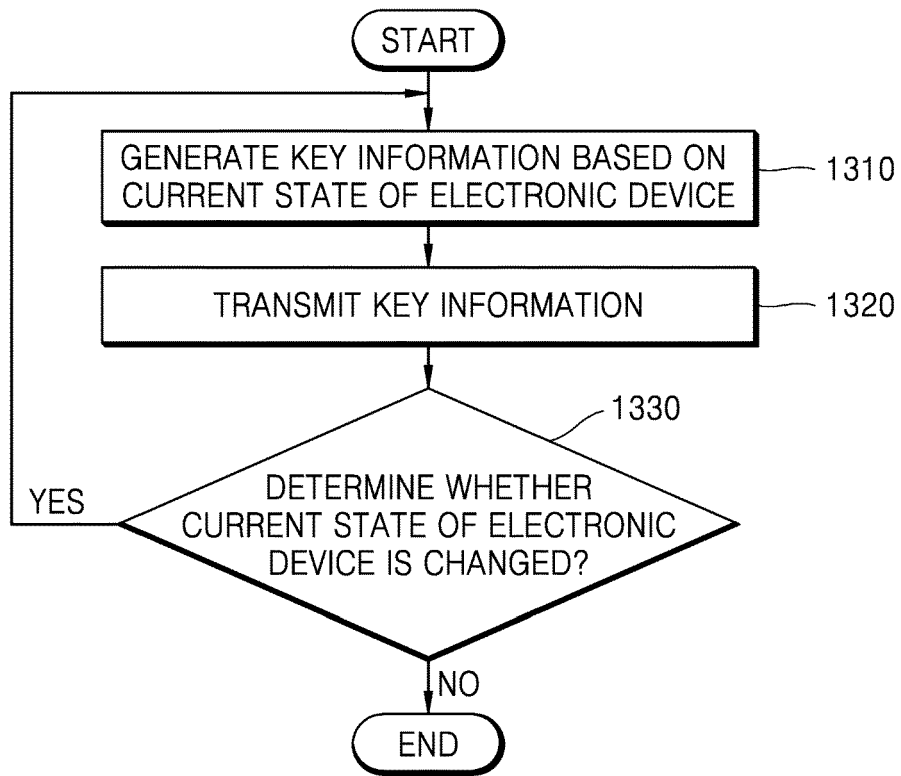 START
GENERATE KEY INFORMATION BASED ON
CURRENT STATE OF ELECTRONIC DEVICE
1310
TRANSMIT KEY INFORMATION
1320
1330
DETERMINE WHETHER
CURRENT STATE OF ELECTRONIC
DEVICE IS CHANGED?
YES
NO
END